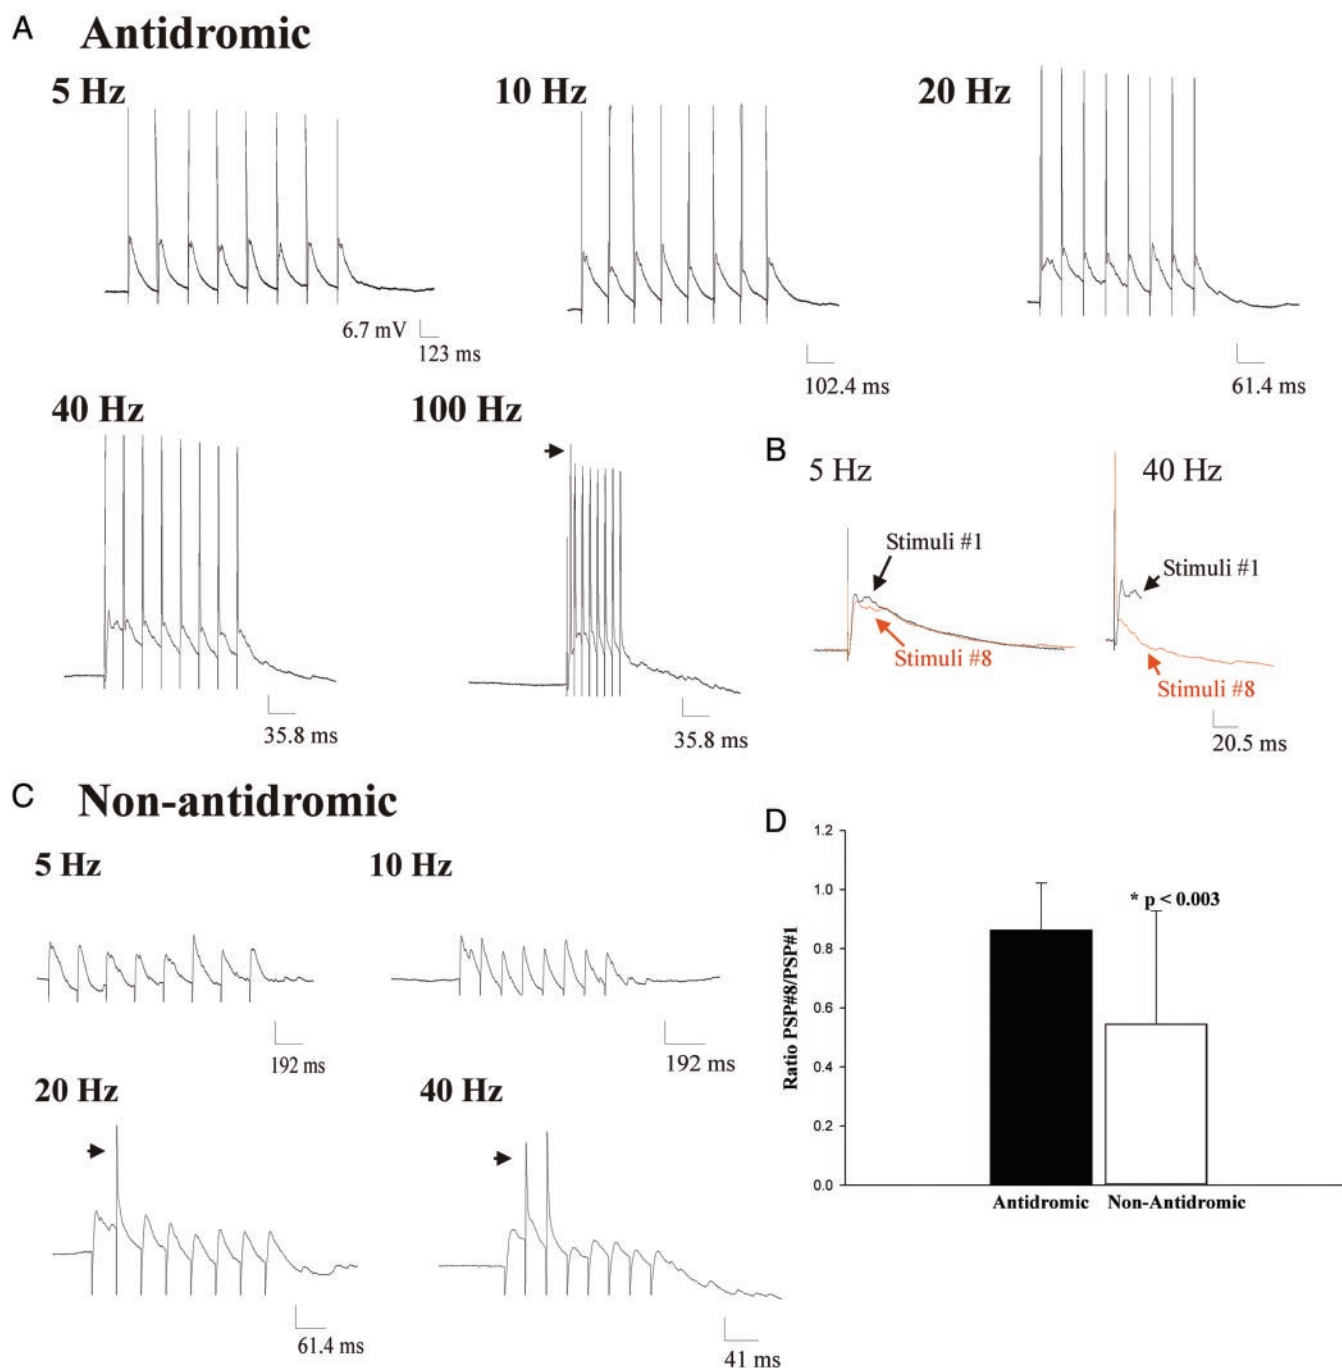 A
Antidromic
5 Hz
10 Hz
20 Hz
6.7 mV
123 ms
102.4 ms
61.4 ms
40 Hz
100 Hz
35.8 ms
35.8 ms
B
5 Hz
40 Hz
Stimuli #1
Stimuli #8
Stimuli #1
Stimuli #8
20.5 ms
C
Non-antidromic
5 Hz
10 Hz
192 ms
192 ms
20 Hz
40 Hz
61.4 ms
41 ms
D
Ratio PSP#8/PSP#1
1.2
1.0
0.8
0.6
0.4
0.2
0.0
* p < 0.003
Antidromic
Non-Antidromic